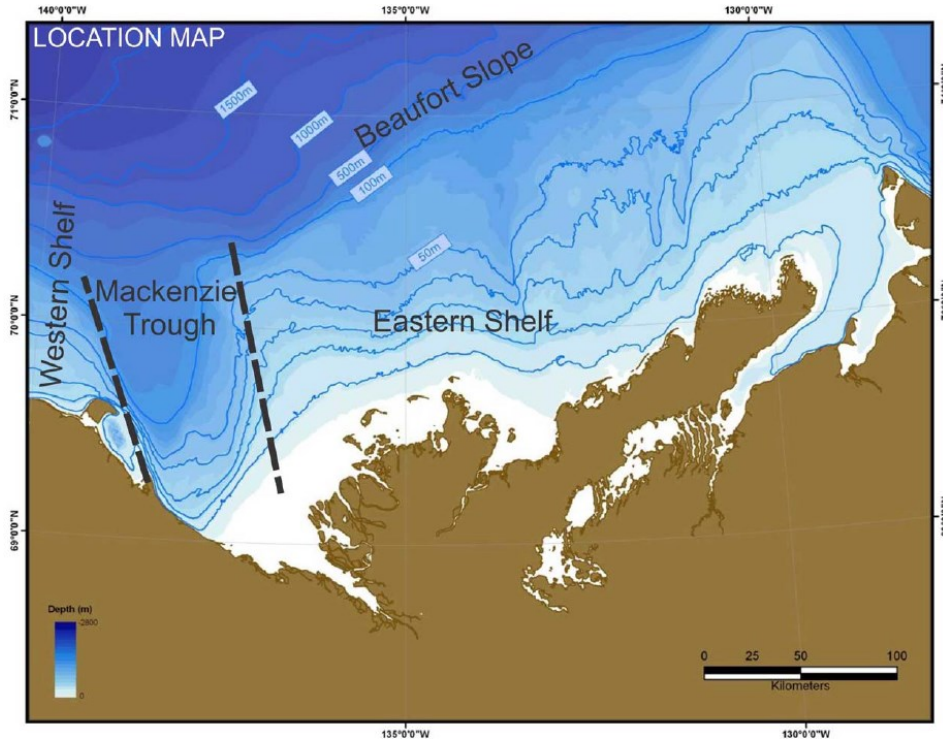 140°0'0"W
135°0'0"W
130°0'0"W
LOCATION MAP
71°0'0"N
Beaufort Slope
1500m
1000m
500m
100m
50m
Western Shelf
Mackenzie
Trough
Eastern Shelf
70°0'0"N
69°0'0"N
Depth (m)
-2800
0
0 25 50 100
Kilometers
135°0'0"W
130°0'0"W